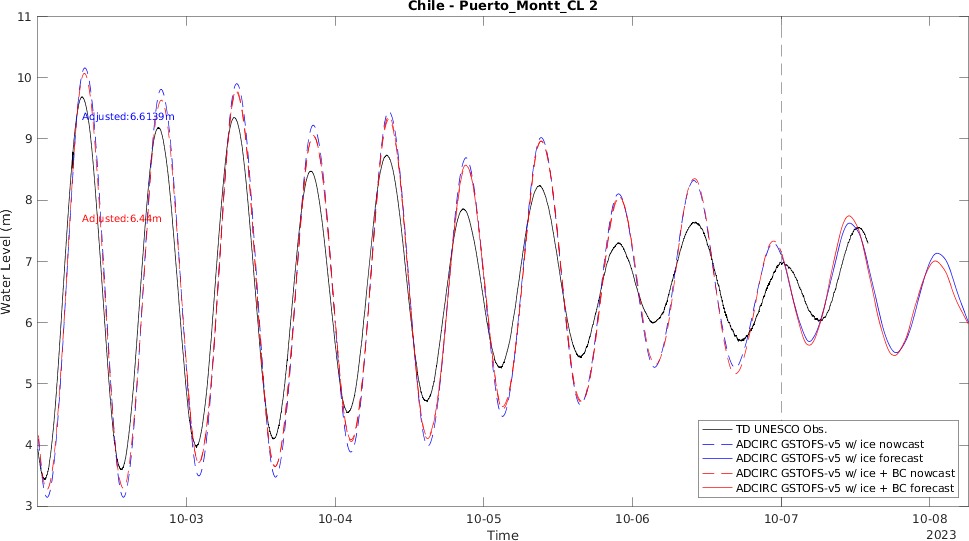 Chile - Puerto_Montt_CL 2
11
10
9
8
7
6
5
4
3
Water Level (m)
Adjusted:6.6139m
Adjusted:6.44m
10-03
10-04
10-05
10-06
10-07
10-08
Time
2023
TD UNESCO Obs.
ADCIRC GSTOFS-v5 w/ ice nowcast
ADCIRC GSTOFS-v5 w/ ice forecast
ADCIRC GSTOFS-v5 w/ ice + BC nowcast
ADCIRC GSTOFS-v5 w/ ice + BC forecast